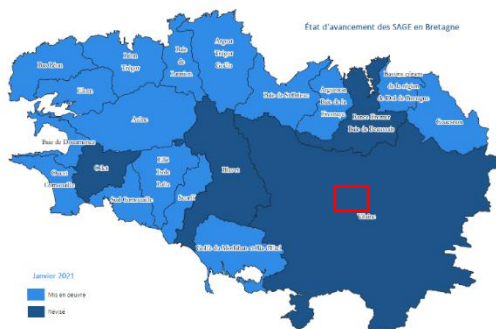 État d'avancement des SAGE en Bretagne
Léon
Trégor
Baie
de
Lannion
Argoat
Trégor
Goëlo
Bas-Léon
Elorn
Aulne
Baie de Douarnenez
Ouest
Cornouaille
Odet
Sud Cornouaille
Ellé
Isole
Laïta
Scorff
Blavet
Baie de Saint-Brieuc
Arguenon
Baie de la
Fresnaye
Rance Frémur
Baie de Beaussais
Bassins côtiers
de la région
de Dol de Bretagne
Couesnon
Vilaine
Golfe du Morbihan et Ria d'Etel
Janvier 2021
Mis en oeuvre
Révisé